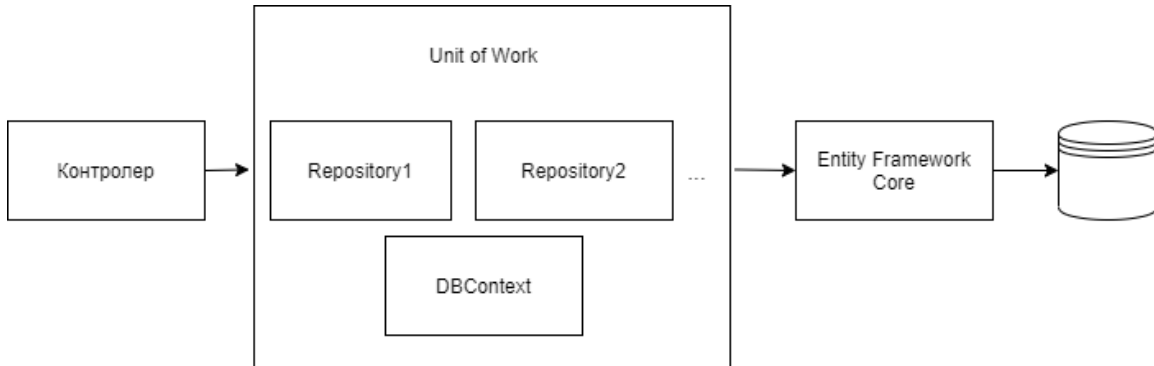 Unit of Work
Контролер
Repository1
Repository2
...
Entity Framework
Core
DBContext